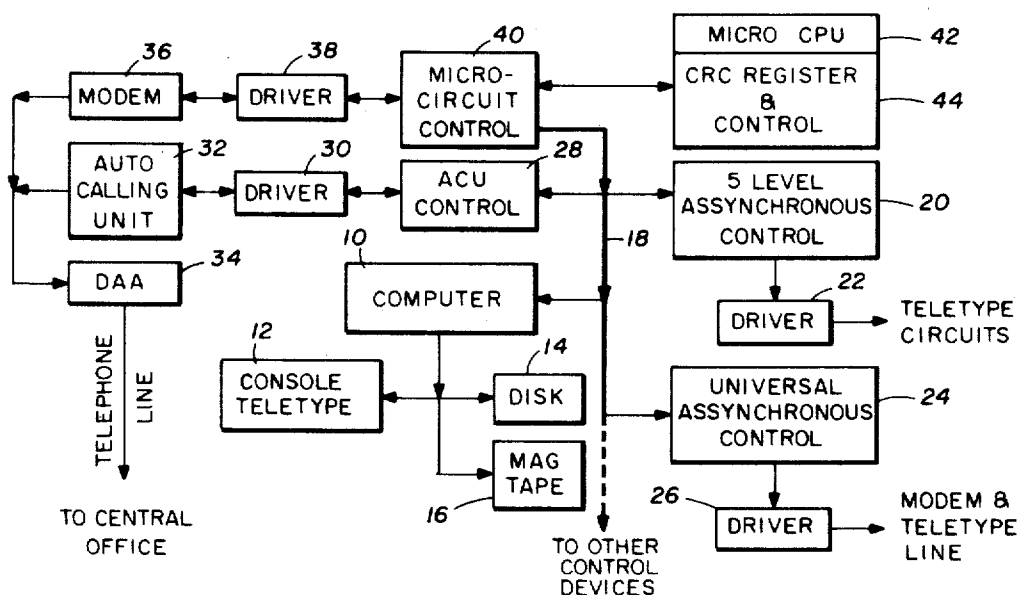 40
MICRO CPU
42
36
38
MICRO-
CIRCUIT
CONTROL
CRC REGISTER
&
CONTROL
44
MODEM
DRIVER
32
30
28
AUTO
CALLING
UNIT
DRIVER
ACU
CONTROL
5 LEVEL
ASSYNCHRONOUS
CONTROL
20
18
34
10
DAA
COMPUTER
22
DRIVER
TELETYPE
CIRCUITS
TELEPHONE
LINE
12
14
CONSOLE
TELETYPE
DISK
UNIVERSAL
ASSYNCHRONOUS
CONTROL
24
MAG
TAPE
16
26
DRIVER
MODEM &
TELETYPE
LINE
TO CENTRAL
OFFICE
TO OTHER
CONTROL
DEVICES